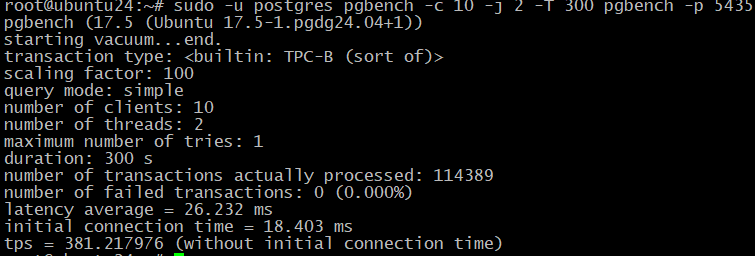 root@ubuntu24:~# sudo -u postgres pgbench -c 10 -j 2 -T 300 pgbench -p 5435
pgbench (17.5 (Ubuntu 17.5-1.pgdg24.04+1))
starting vacuum...end.
transaction type: <builtin: TPC-B (sort of)>
scaling factor: 100
query mode: simple
number of clients: 10
number of threads: 2
maximum number of tries: 1
duration: 300 s
number of transactions actually processed: 114389
number of failed transactions: 0 (0.000%)
latency average = 26.232 ms
initial connection time = 18.403 ms
tps = 381.217976 (without initial connection time)